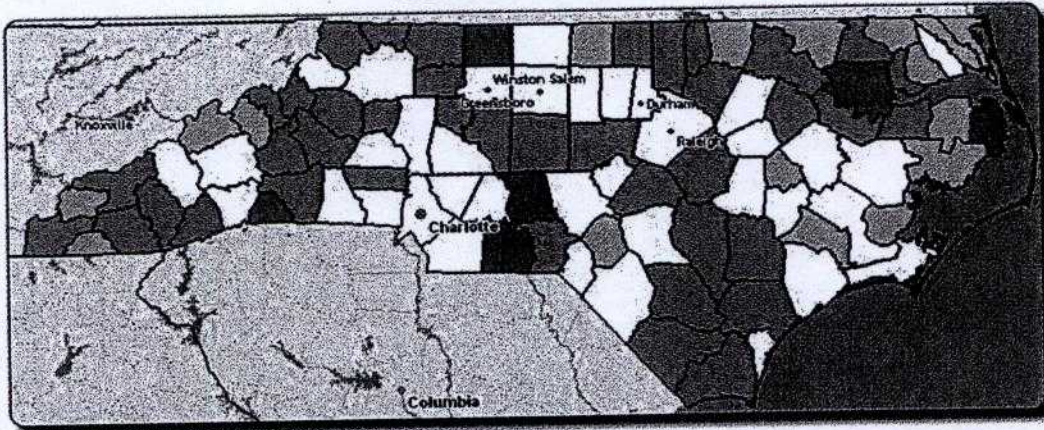 Winston Salem
Greensboro
Durham
Knoxville
Raleigh
Charlotte
Columbia